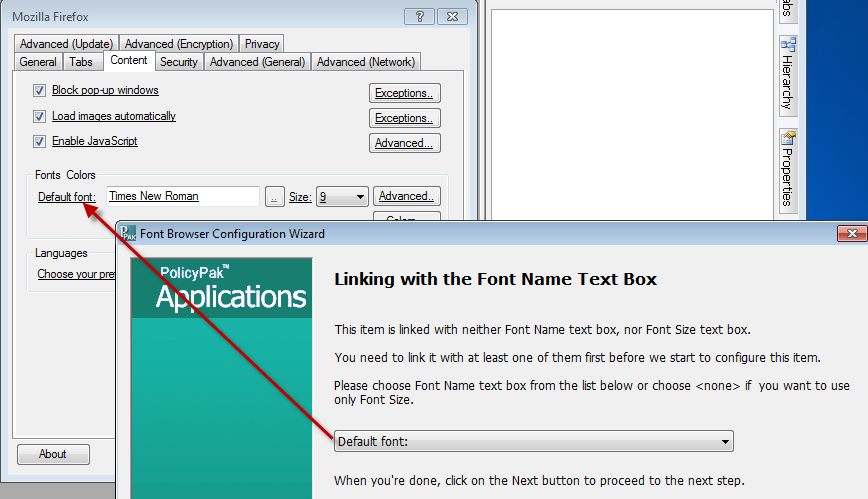 Mozilla Firefox
Advanced (Update) Advanced (Encryption) Privacy
General Tabs Content Security Advanced (General) Advanced (Network)
Block pop-up windows Exceptions..
Load images automatically Exceptions..
Enable JavaScript Advanced...
Fonts Colors
Default font: Times New Roman .. Size: 9 Advanced..
Languages
Choose your
About
Hierarchy
Properties
PPAK Font Browser Configuration Wizard
PolicyPak™
Applications
Linking with the Font Name Text Box
This item is linked with neither Font Name text box, nor Font Size text box.
You need to link it with at least one of them first before we start to configure this item.
Please choose Font Name text box from the list below or choose <none> if you want to use
only Font Size.
Default font:
When you're done, click on the Next button to proceed to the next step.